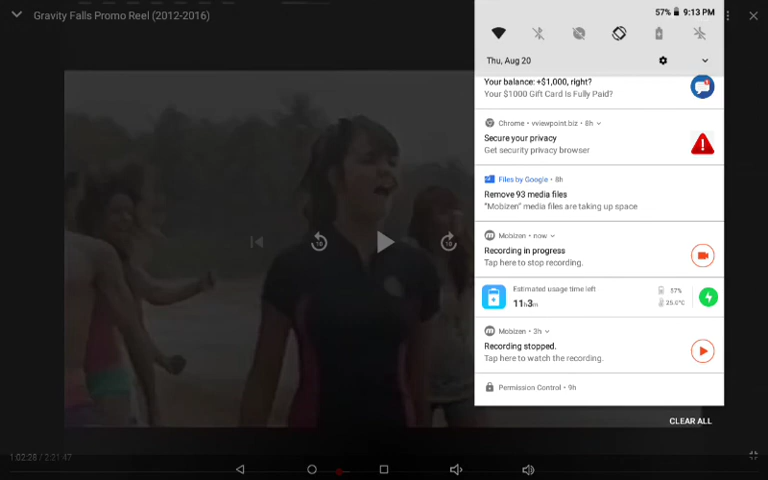 Gravity Falls Promo Reel (2012-2016)
57% 9:13 PM
Thu, Aug 20
Your balance: +$1,000, right?
Your $1000 Gift Card Is Fully Paid?
Chrome • vviewpoint.biz • 8h
Secure your privacy
Get security privacy browser
Files by Google • 8h
Remove 93 media files
"Mobizen" media files are taking up space
Mobizen • now
Recording in progress
Tap here to stop recording.
Estimated usage time left
57%
11h3m
25.0°C
Mobizen • 3h
Recording stopped.
Tap here to watch the recording.
Permission Control • 9h
CLEAR ALL
10
10
1:02:28 / 2:21:47